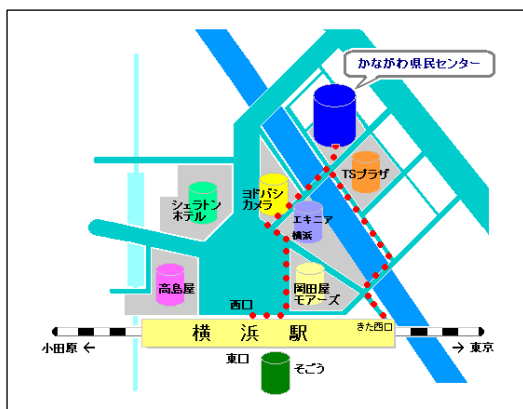 かながわ県民センター
TSプラザ
ヨドバシ
カメラ
シェラトン
ホテル
エキニア
横浜
高島屋
岡田屋
モアーズ
西口
きた西口
横浜駅
小田原 ←
→ 東京
東口
そごう